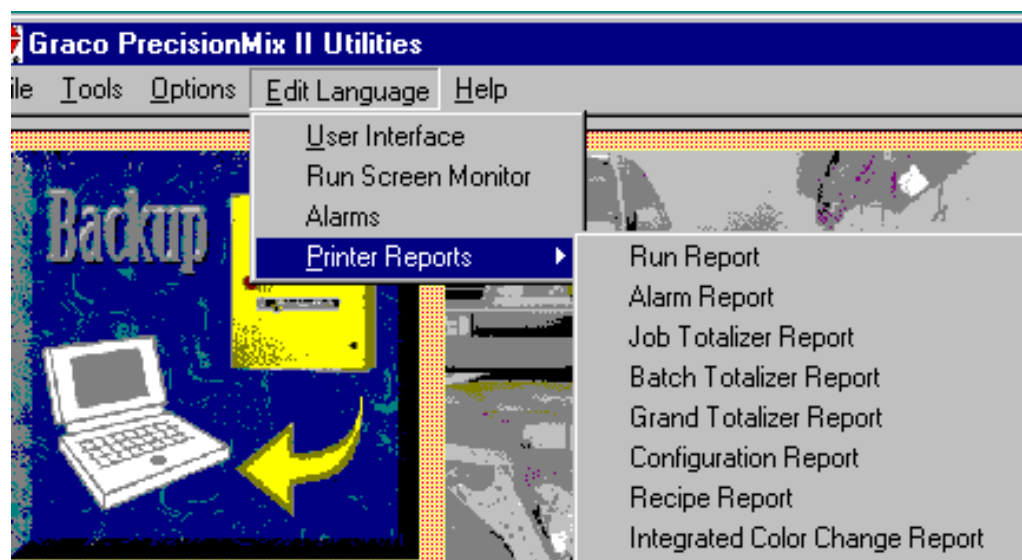 Graco PrecisionMix II Utilities
ile Tools Options Edit Language Help
User Interface
Run Screen Monitor
Alarms
Printer Reports
Run Report
Alarm Report
Job Totalizer Report
Batch Totalizer Report
Grand Totalizer Report
Configuration Report
Recipe Report
Integrated Color Change Report
Backup